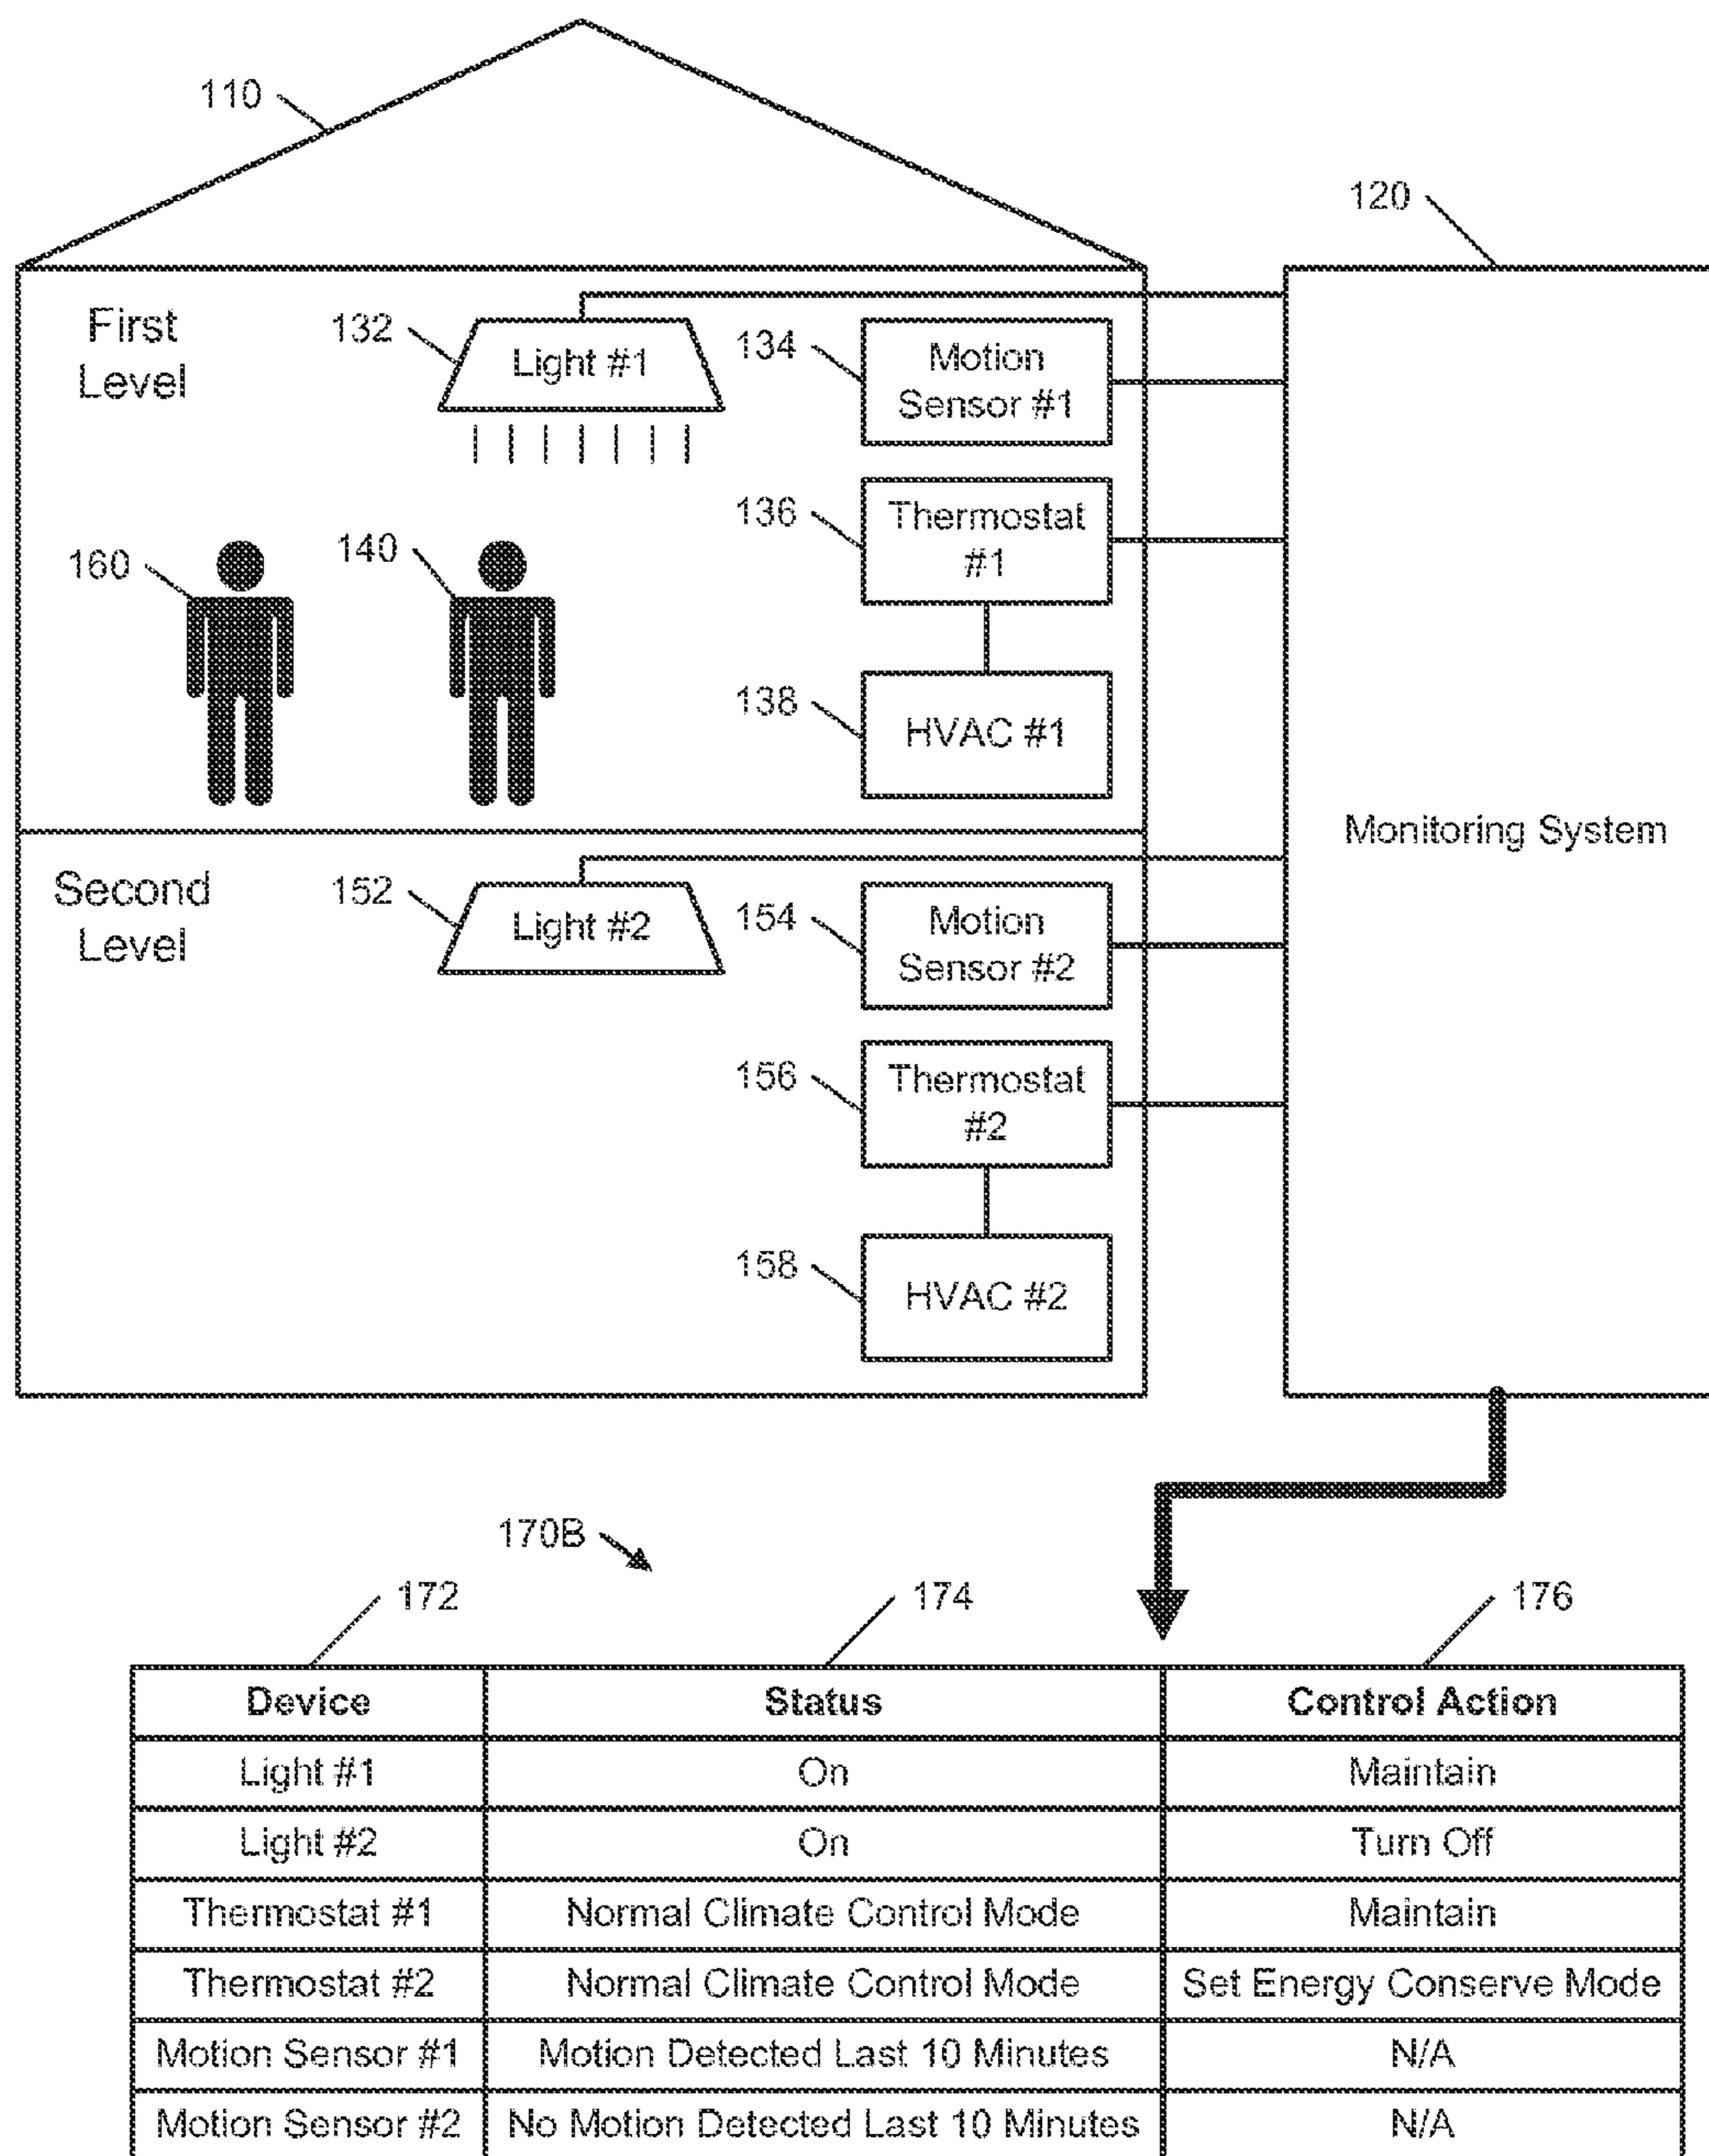 110
120
First
Level
132
Light #1
134
Motion
Sensor #1
136
Thermostat
#1
160
140
138
HVAC #1
Monitoring System
Second
Level
152
Light #2
154
Motion
Sensor #2
156
Thermostat
#2
158
HVAC #2
170B
172
174
176
Device Status Control Action
Light #1 On Maintain
Light #2 On Turn Off
Thermostat #1 Normal Climate Control Mode Maintain
Thermostat #2 Normal Climate Control Mode Set Energy Conserve Mode
Motion Sensor #1 Motion Detected Last 10 Minutes N/A
Motion Sensor #2 No Motion Detected Last 10 Minutes N/A